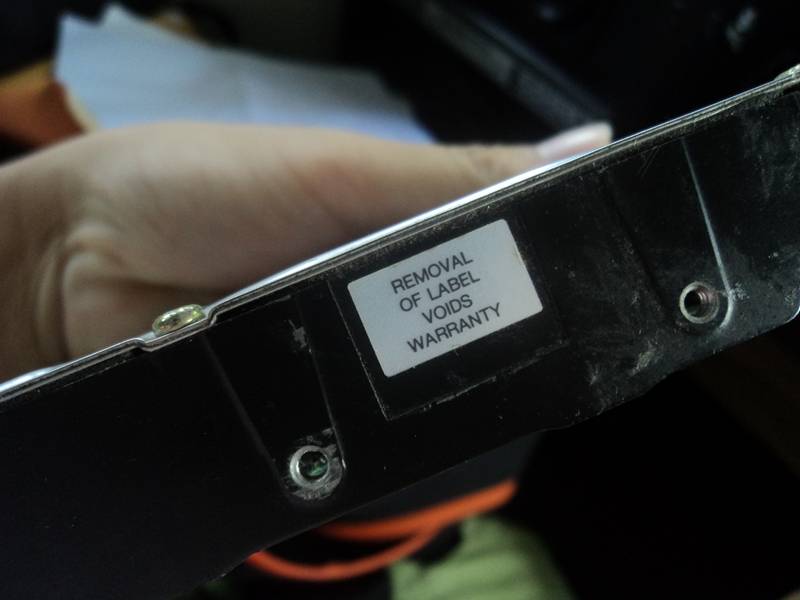 REMOVAL
OF LABEL
VOIDS
WARRANTY